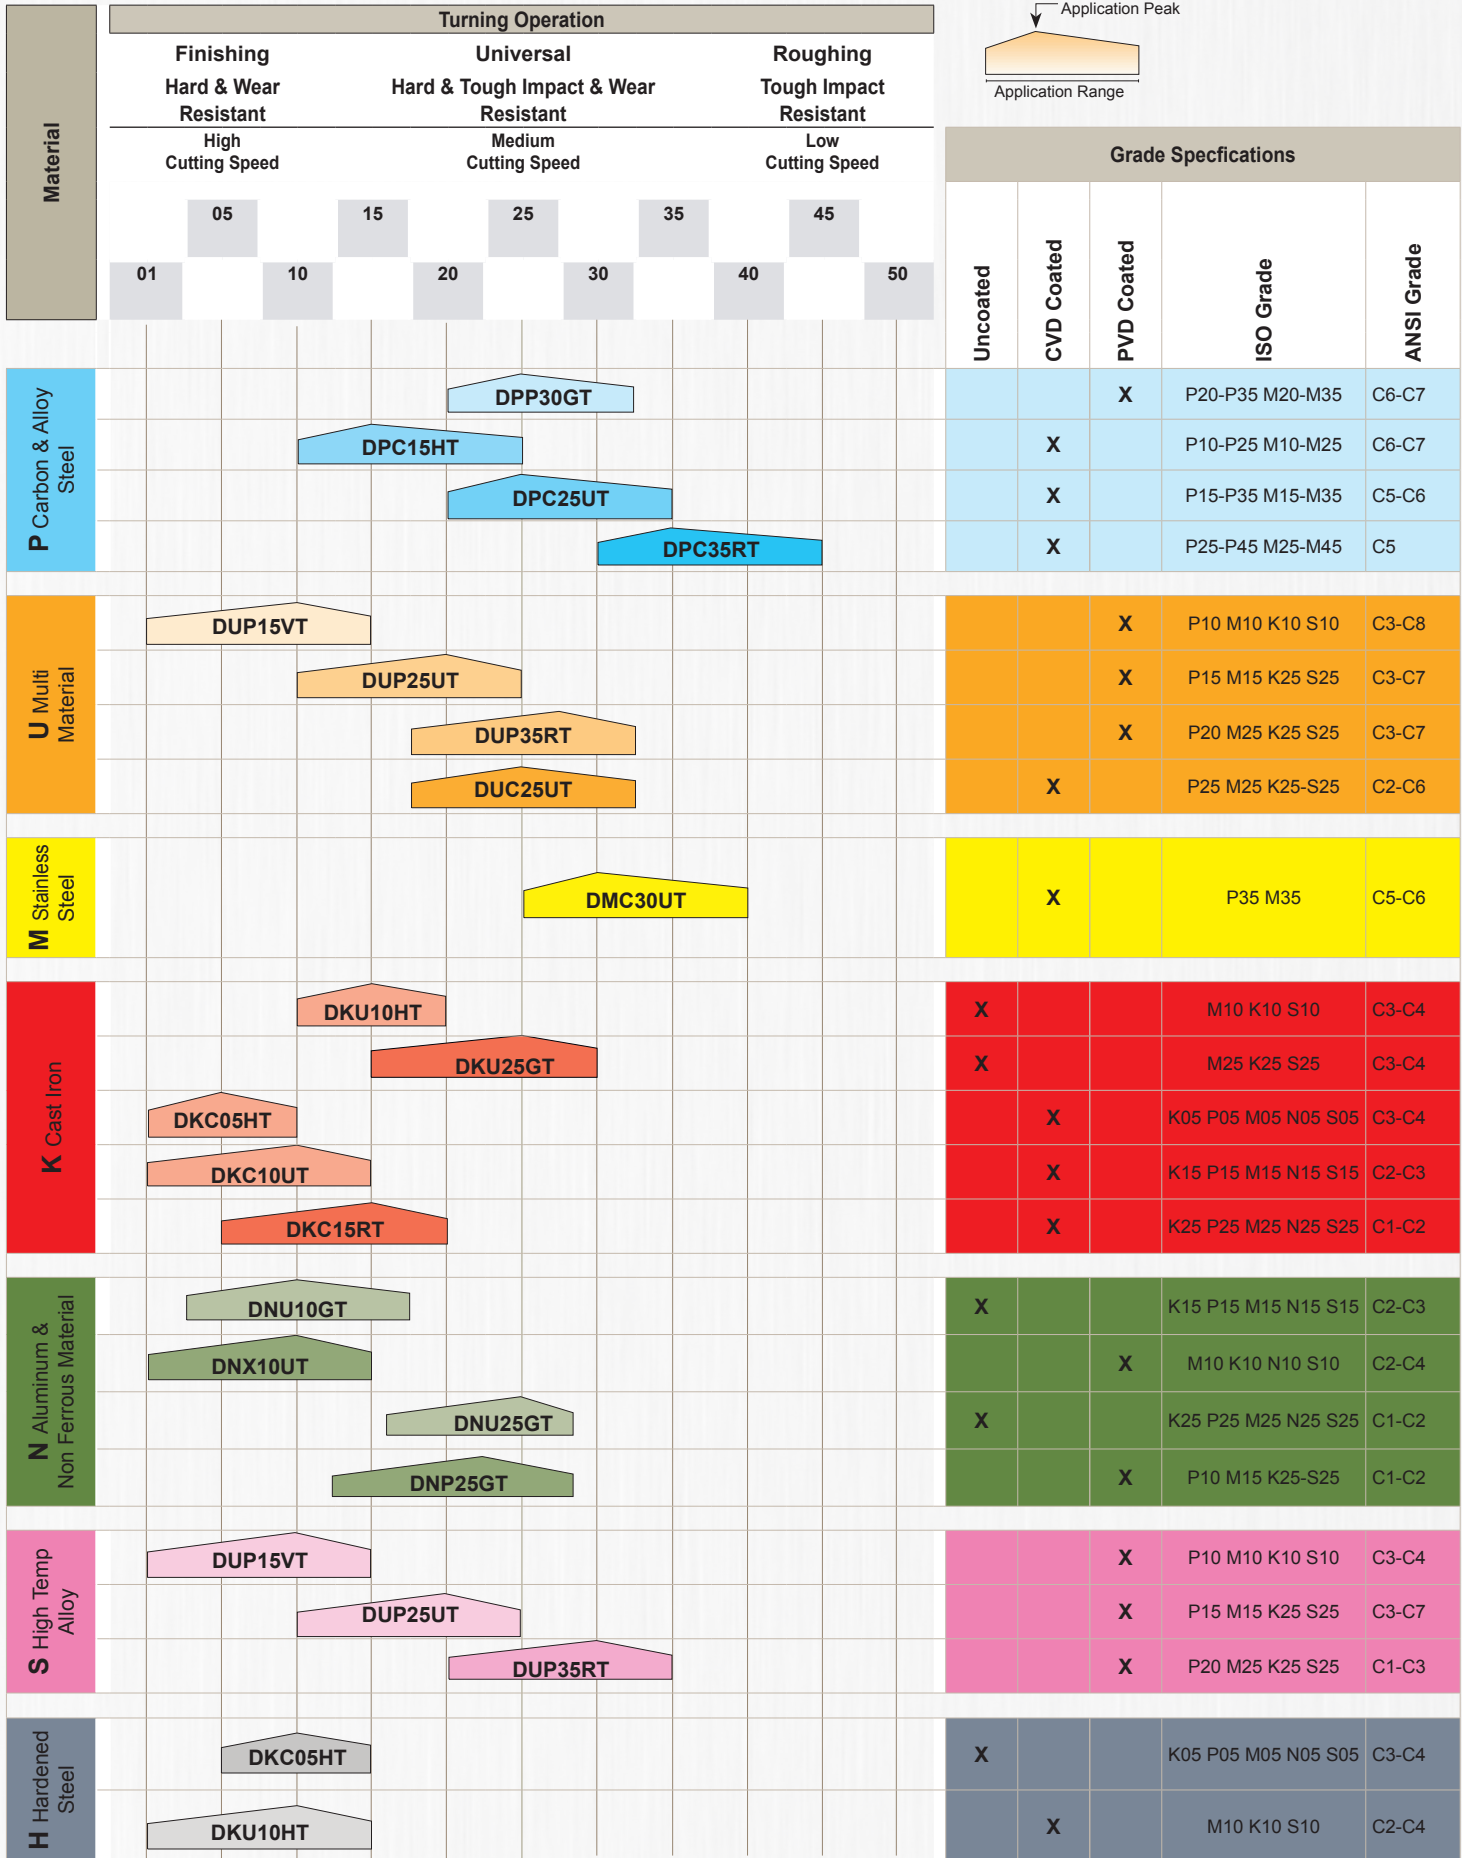 Application Peak
Application Range
Material
Turning Operation
Finishing
Universal
Roughing
Hard & Wear
Resistant
Hard & Tough Impact & Wear
Resistant
Tough Impact
Resistant
High
Cutting Speed
Medium
Cutting Speed
Low
Cutting Speed
05 15 25 35 45
01 10 20 30 40 50
Grade Specfications
Uncoated
CVD Coated
PVD Coated
ISO Grade
ANSI Grade
P Carbon & Alloy
Steel
DPP30GT X P20-P35 M20-M35 C6-C7
DPC15HT X P10-P25 M10-M25 C6-C7
DPC25UT X P15-P35 M15-M35 C5-C6
DPC35RT X P25-P45 M25-M45 C5
U Multi
Material
DUP15VT X P10 M10 K10 S10 C3-C8
DUP25UT X P15 M15 K25 S25 C3-C7
DUP35RT X P20 M25 K25 S25 C3-C7
DUC25UT X P25 M25 K25-S25 C2-C6
M Stainless
Steel
DMC30UT X P35 M35 C5-C6
K Cast Iron
DKU10HT X M10 K10 S10 C3-C4
DKU25GT X M25 K25 S25 C3-C4
DKC05HT X K05 P05 M05 N05 S05 C3-C4
DKC10UT X K15 P15 M15 N15 S15 C2-C3
DKC15RT X K25 P25 M25 N25 S25 C1-C2
N Aluminum &
Non Ferrous Material
DNU10GT X K15 P15 M15 N15 S15 C2-C3
DNX10UT X M10 K10 N10 S10 C2-C4
DNU25GT X K25 P25 M25 N25 S25 C1-C2
DNP25GT X P10 M15 K25-S25 C1-C2
S High Temp
Alloy
DUP15VT X P10 M10 K10 S10 C3-C4
DUP25UT X P15 M15 K25 S25 C3-C7
DUP35RT X P20 M25 K25 S25 C1-C3
H Hardened
Steel
DKC05HT X K05 P05 M05 N05 S05 C3-C4
DKU10HT X M10 K10 S10 C2-C4